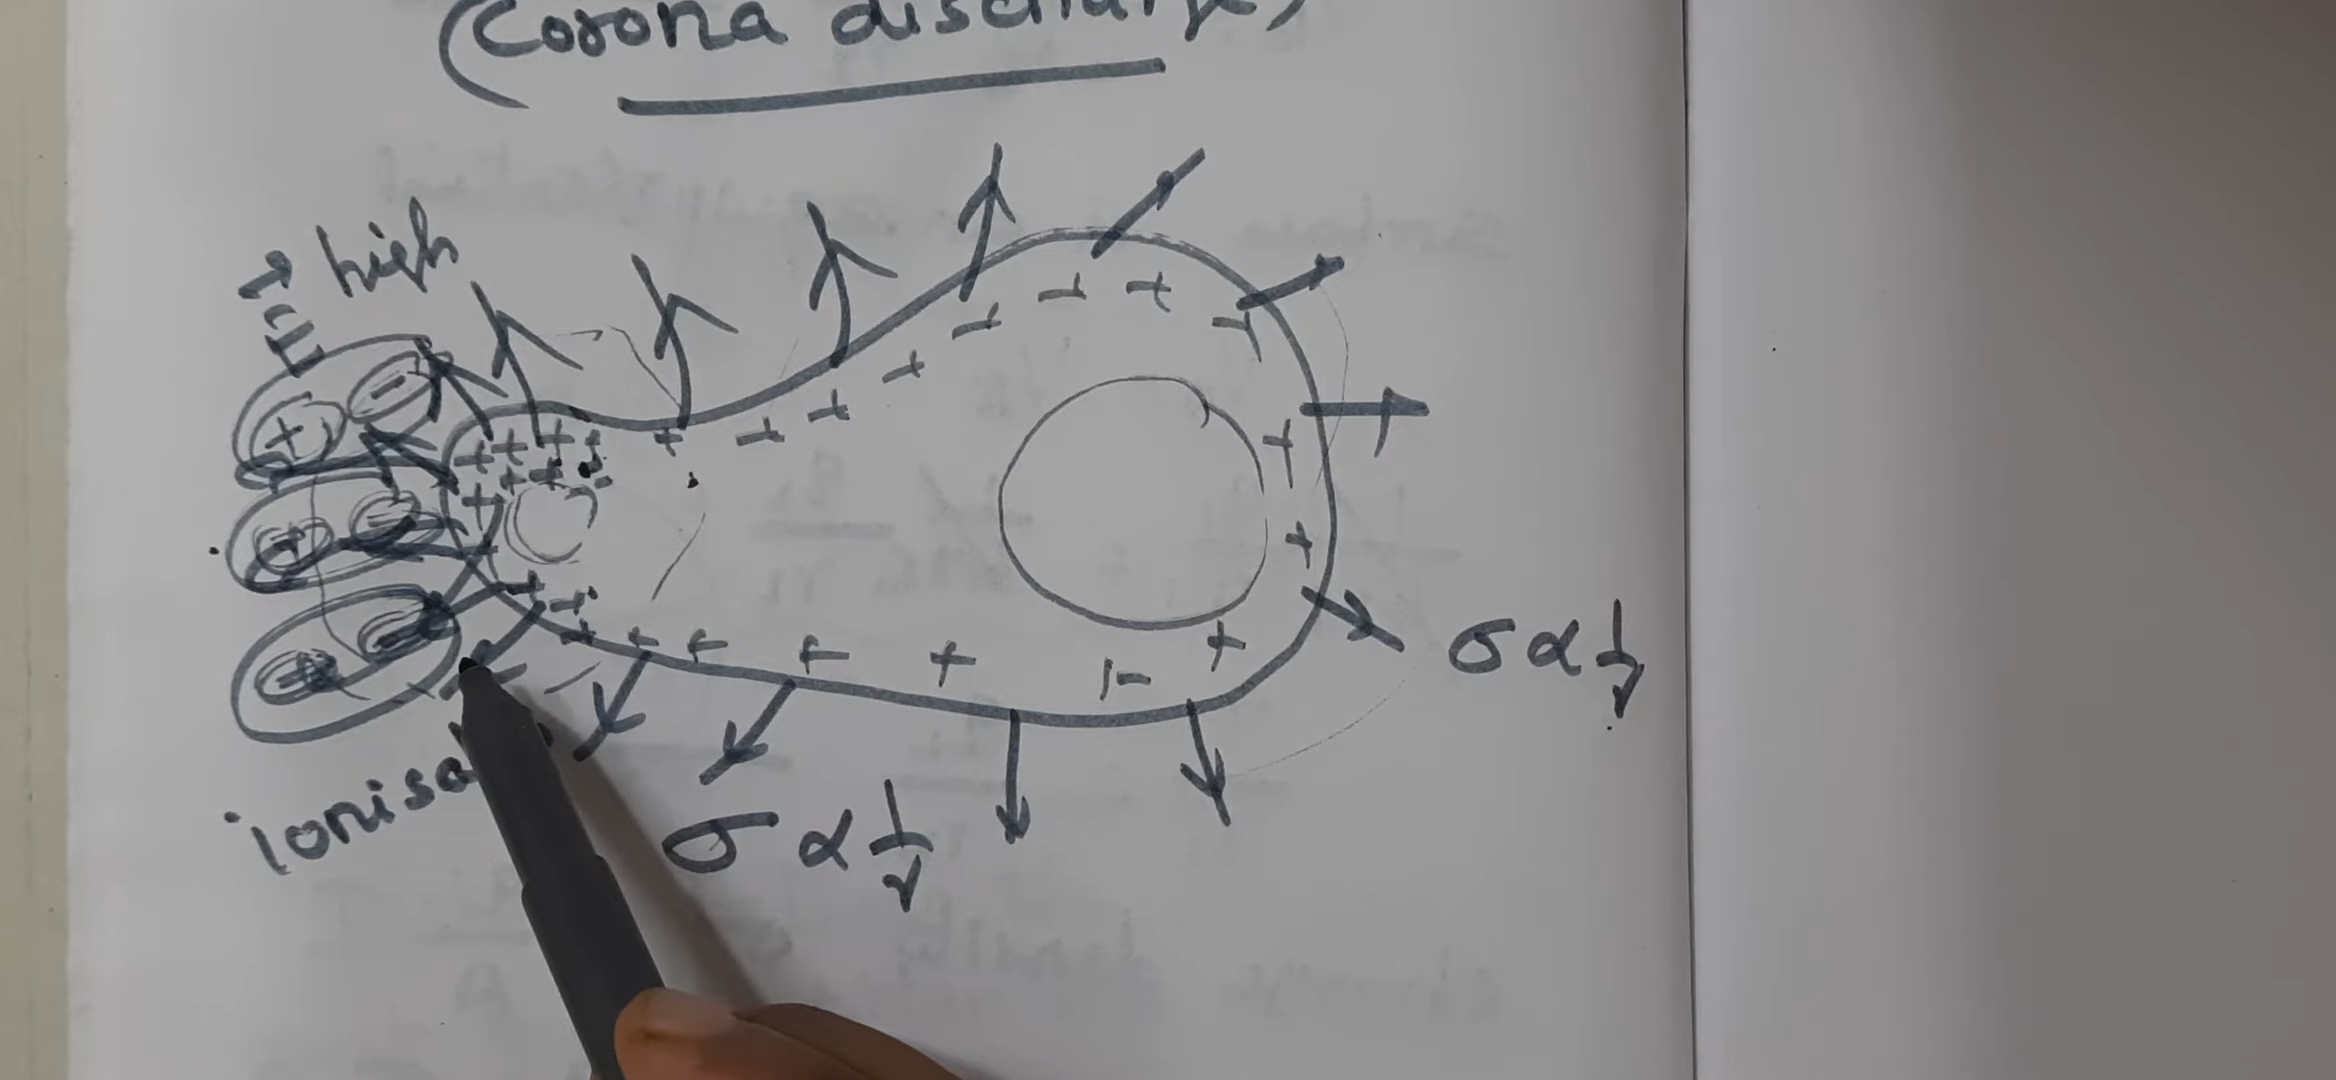 (Corona discharge)
|E→| high
σ α 1/r
ionisa
σ α 1/r